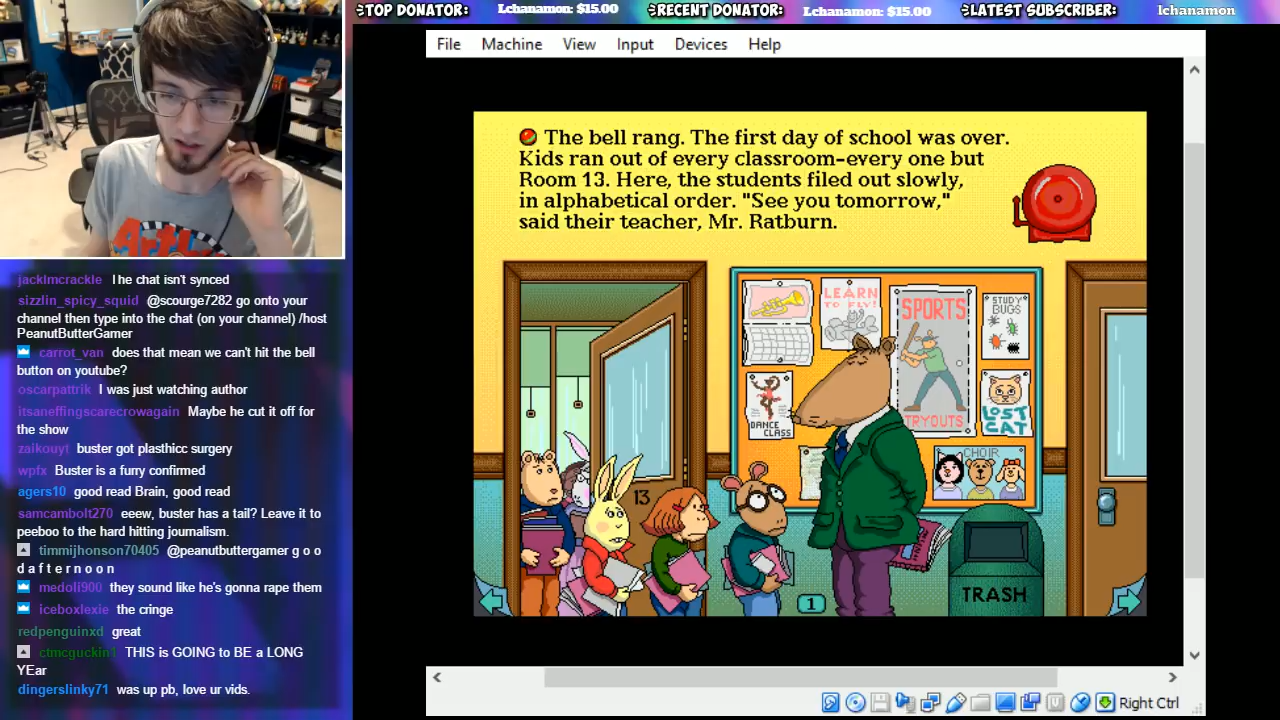 TOP DONATOR:
Lchanamon: $15.00
RECENT DONATOR:
Lchanamon: $15.00
LATEST SUBSCRIBER:
lchanamon
File Machine View Input Devices Help
The bell rang. The first day of school was over.
Kids ran out of every classroom-every one but
Room 13. Here, the students filed out slowly,
in alphabetical order. "See you tomorrow,"
said their teacher, Mr. Ratburn.
LEARN
TO FLY!
SPORTS
TRYOUTS
STUDY
BUGS
DANCE
CLASS
LOST
CAT
CHOIR
13
1
TRASH
Right Ctrl
jacklmcrackle The chat isn't synced
sizzlin_spicy_squid @scourge7282 go onto your
channel then type into the chat (on your channel) /host
PeanutButterGamer
carrot_van does that mean we can't hit the bell
button on youtube?
oscarpattrik I was just watching author
itsaneffingscarecrowagain Maybe he cut it off for
the show
zaikouyt buster got plasthicc surgery
wpfx Buster is a furry confirmed
agers10 good read Brain, good read
samcambolt270 eeew, buster has a tail? Leave it to
peeboo to the hard hitting journalism.
timmijhonson70405 @peanutbuttergamer g o o
d a f t e r n o o n
medoli900 they sound like he's gonna rape them
iceboxlexie the cringe
redpenguinxd great
ctmcguckin1 THIS is GOING to BE a LONG
YEar
dingerslinky71 was up pb, love ur vids.